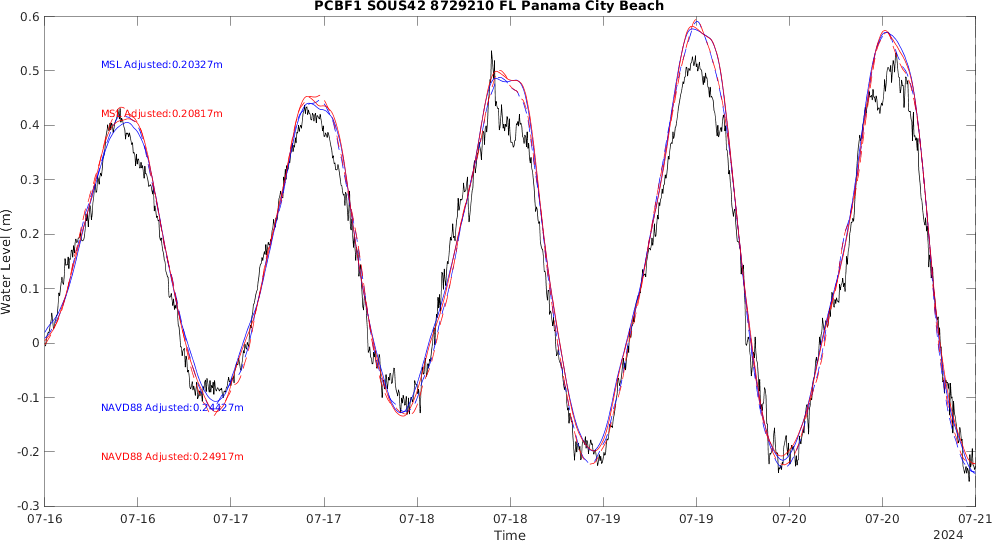 PCBF1 SOUS42 8729210 FL Panama City Beach
0.6
0.5
0.4
0.3
0.2
0.1
0
-0.1
-0.2
-0.3
Water Level (m)
MSL Adjusted:0.20327m
MSL Adjusted:0.20817m
NAVD88 Adjusted:0.24427m
NAVD88 Adjusted:0.24917m
07-16 07-16 07-17 07-17 07-18 07-18 07-19 07-19 07-20 07-20 07-21
Time
2024